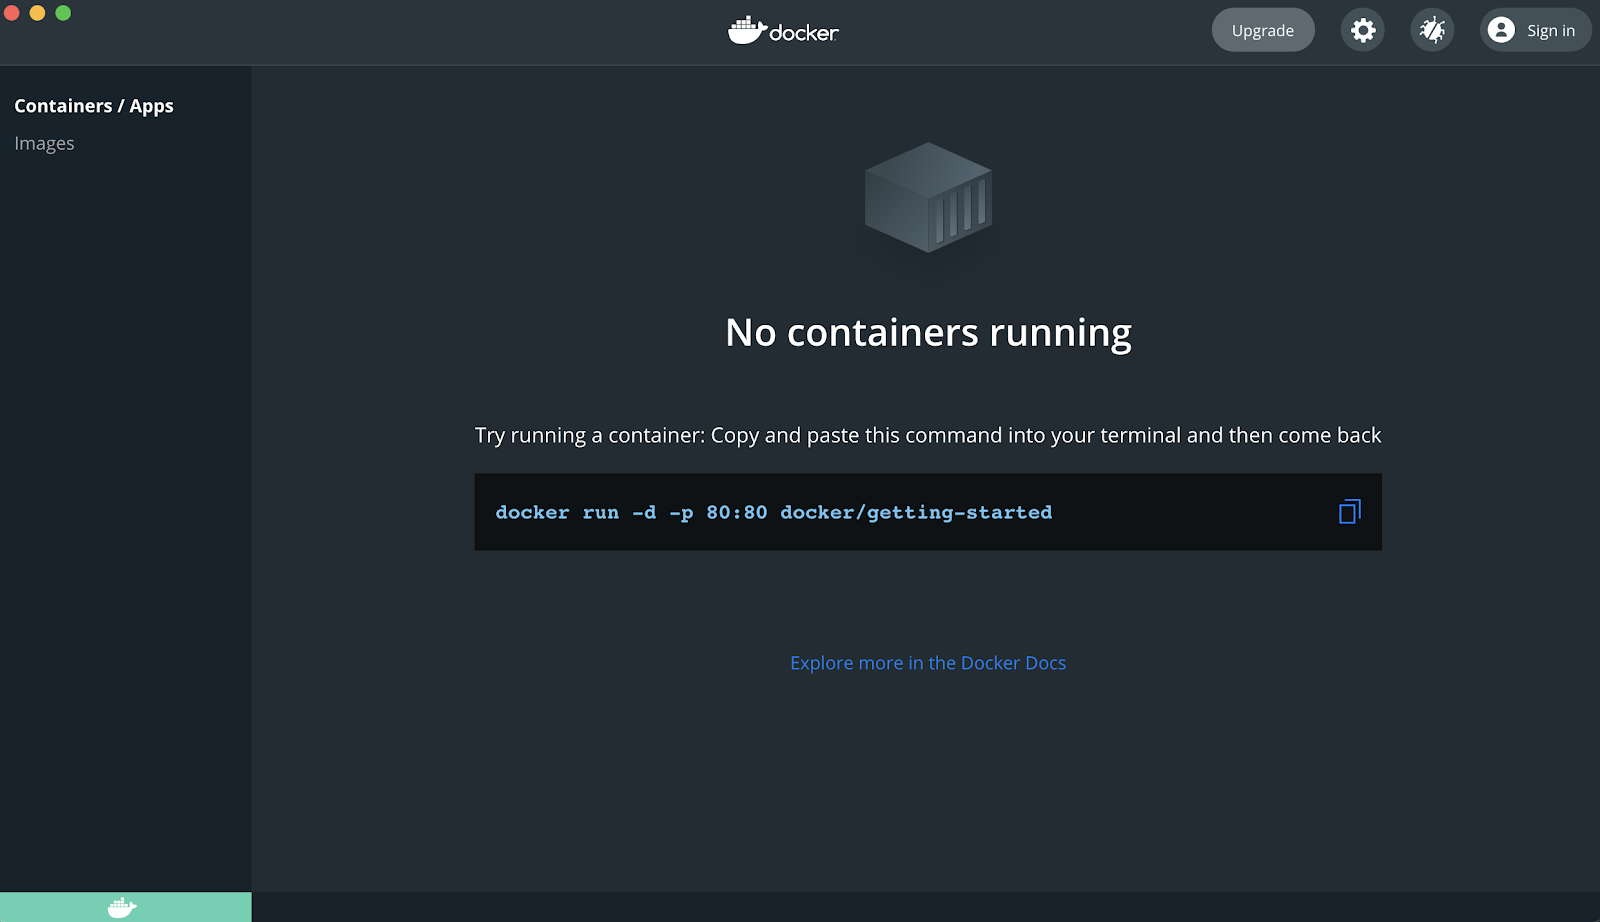 docker
Upgrade
Sign in
Containers / Apps
Images
No containers running
Try running a container: Copy and paste this command into your terminal and then come back
docker run -d -p 80:80 docker/getting-started
Explore more in the Docker Docs